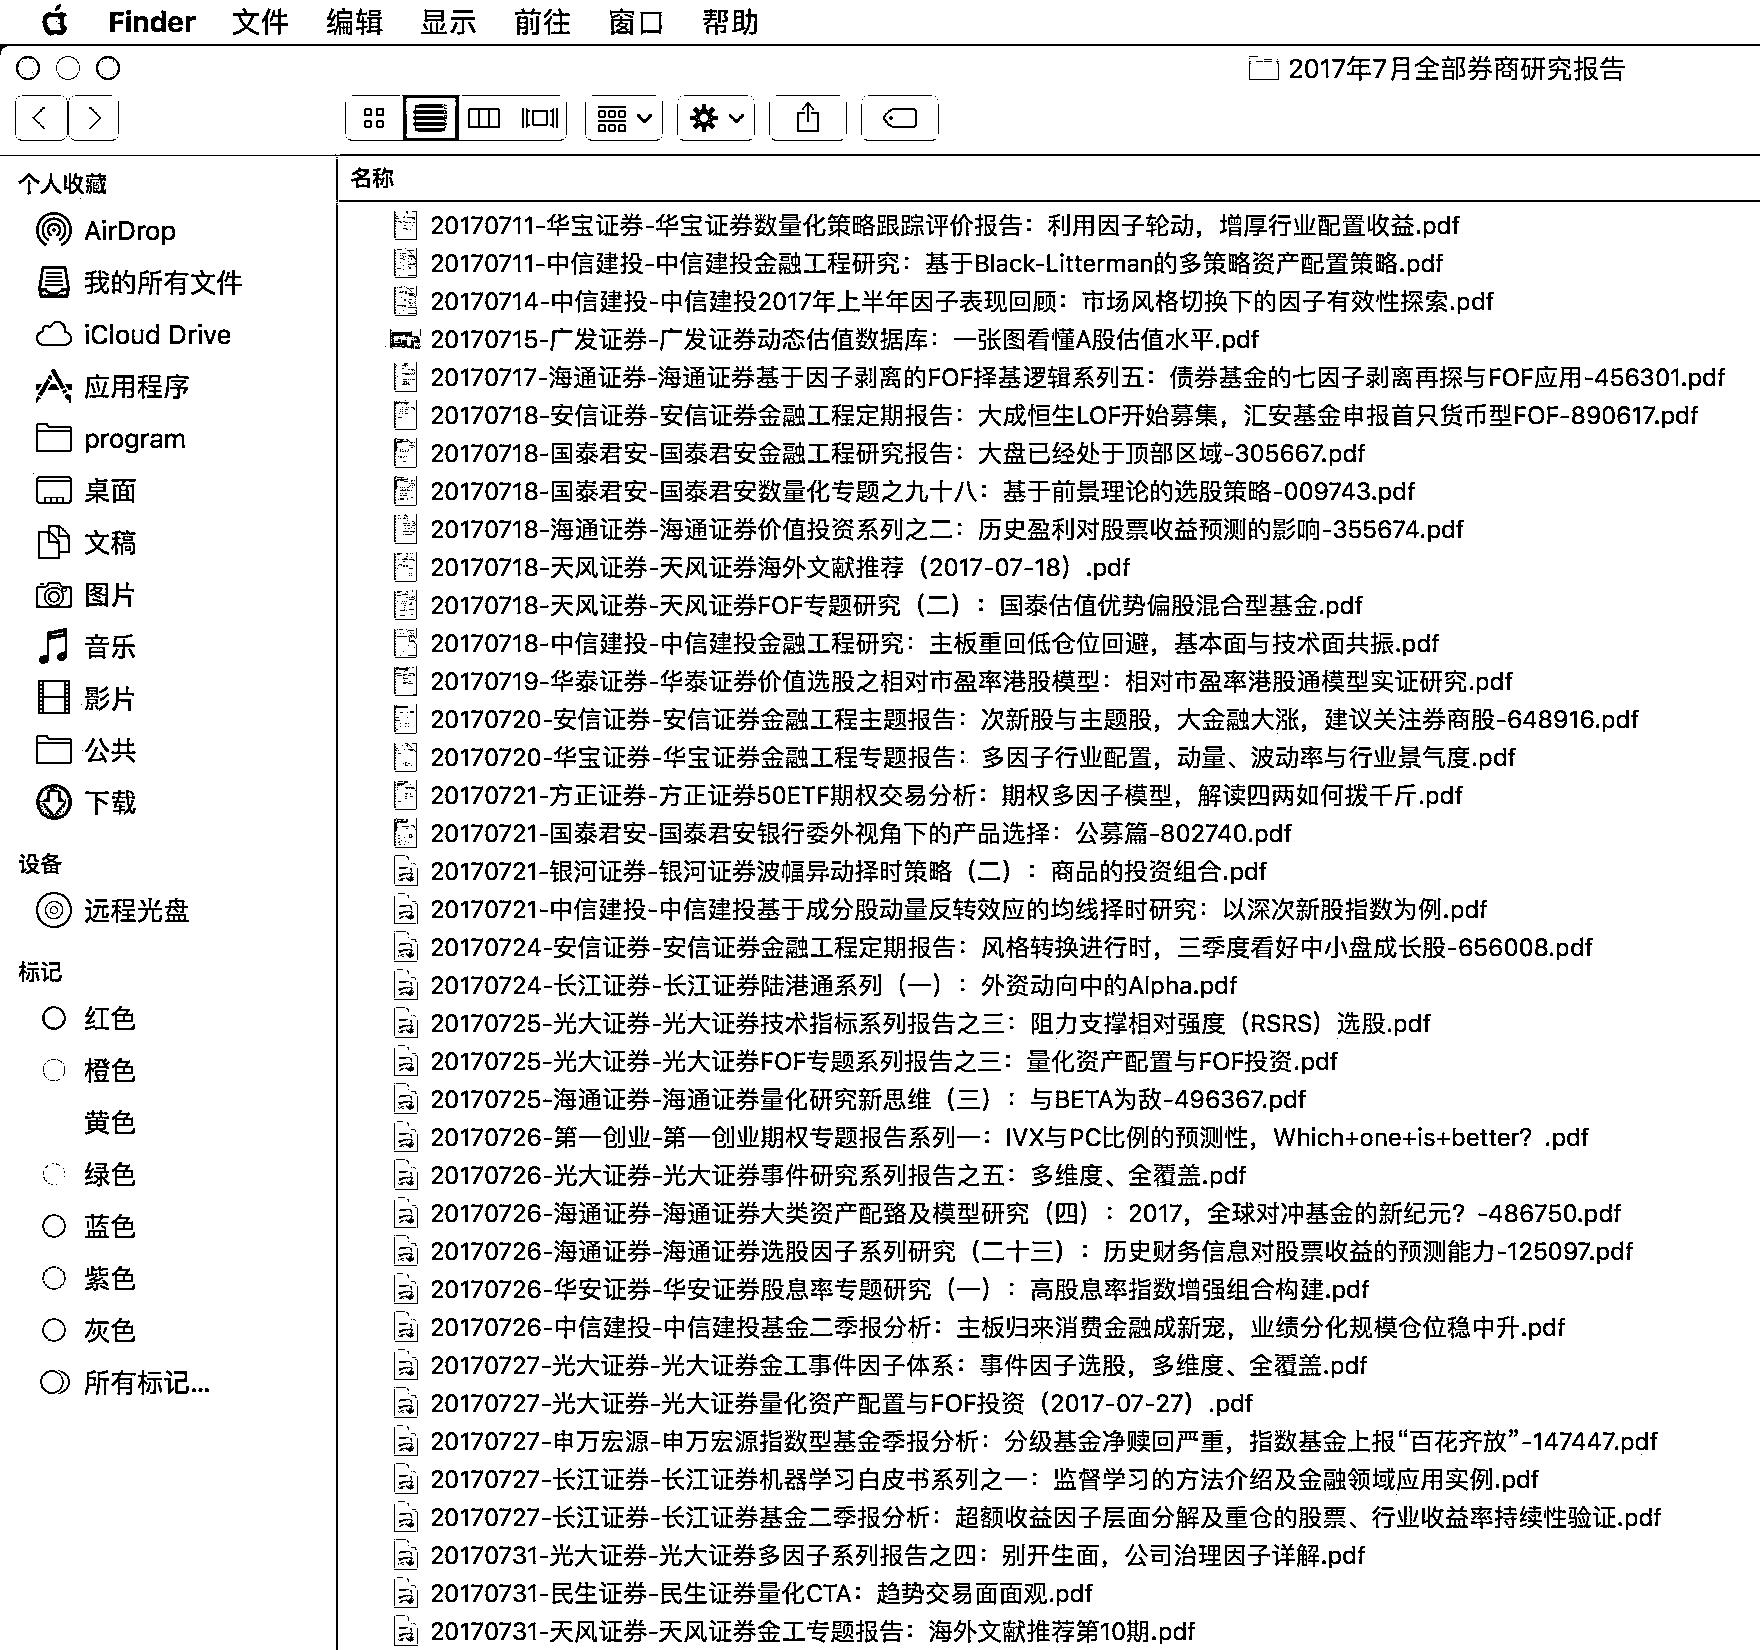 Finder 文件 编辑 显示 前往 窗口 帮助
2017年7月全部券商研究报告
个人收藏
AirDrop
我的所有文件
iCloud Drive
应用程序
program
桌面
文稿
图片
音乐
影片
公共
下载
设备
远程光盘
标记
红色
橙色
黄色
绿色
蓝色
紫色
灰色
所有标记...
名称
20170711-华宝证券-华宝证券数量化策略跟踪评价报告：利用因子轮动，增厚行业配置收益.pdf
20170711-中信建投-中信建投金融工程研究：基于Black-Litterman的多策略资产配置策略.pdf
20170714-中信建投-中信建投2017年上半年因子表现回顾：市场风格切换下的因子有效性探索.pdf
20170715-广发证券-广发证券动态估值数据库：一张图看懂A股估值水平.pdf
20170717-海通证券-海通证券基于因子剥离的FOF择基逻辑系列五：债券基金的七因子剥离再探与FOF应用-456301.pdf
20170718-安信证券-安信证券金融工程定期报告：大成恒生LOF开始募集，汇安基金申报首只货币型FOF-890617.pdf
20170718-国泰君安-国泰君安金融工程研究报告：大盘已经处于顶部区域-305667.pdf
20170718-国泰君安-国泰君安数量化专题之九十八：基于前景理论的选股策略-009743.pdf
20170718-海通证券-海通证券价值投资系列之二：历史盈利对股票收益预测的影响-355674.pdf
20170718-天风证券-天风证券海外文献推荐（2017-07-18）.pdf
20170718-天风证券-天风证券FOF专题研究（二）：国泰估值优势偏股混合型基金.pdf
20170718-中信建投-中信建投金融工程研究：主板重回低仓位回避，基本面与技术面共振.pdf
20170719-华泰证券-华泰证券价值选股之相对市盈率港股模型：相对市盈率港股通模型实证研究.pdf
20170720-安信证券-安信证券金融工程主题报告：次新股与主题股，大金融大涨，建议关注券商股-648916.pdf
20170720-华宝证券-华宝证券金融工程专题报告：多因子行业配置，动量、波动率与行业景气度.pdf
20170721-方正证券-方正证券50ETF期权交易分析：期权多因子模型，解读四两如何拨千斤.pdf
20170721-国泰君安-国泰君安银行委外视角下的产品选择：公募篇-802740.pdf
20170721-银河证券-银河证券波幅异动择时策略（二）：商品的投资组合.pdf
20170721-中信建投-中信建投基于成分股动量反转效应的均线择时研究：以深次新股指数为例.pdf
20170724-安信证券-安信证券金融工程定期报告：风格转换进行时，三季度看好中小盘成长股-656008.pdf
20170724-长江证券-长江证券陆港通系列（一）：外资动向中的Alpha.pdf
20170725-光大证券-光大证券技术指标系列报告之三：阻力支撑相对强度（RSRS）选股.pdf
20170725-光大证券-光大证券FOF专题系列报告之三：量化资产配置与FOF投资.pdf
20170725-海通证券-海通证券量化研究新思维（三）：与BETA为敌-496367.pdf
20170726-第一创业-第一创业期权专题报告系列一：IVX与PC比例的预测性，Which+one+is+better？.pdf
20170726-光大证券-光大证券事件研究系列报告之五：多维度、全覆盖.pdf
20170726-海通证券-海通证券大类资产配臵及模型研究（四）：2017，全球对冲基金的新纪元？-486750.pdf
20170726-海通证券-海通证券选股因子系列研究（二十三）：历史财务信息对股票收益的预测能力-125097.pdf
20170726-华安证券-华安证券股息率专题研究（一）：高股息率指数增强组合构建.pdf
20170726-中信建投-中信建投基金二季报分析：主板归来消费金融成新宠，业绩分化规模仓位稳中升.pdf
20170727-光大证券-光大证券金工事件因子体系：事件因子选股，多维度、全覆盖.pdf
20170727-光大证券-光大证券量化资产配置与FOF投资（2017-07-27）.pdf
20170727-申万宏源-申万宏源指数型基金季报分析：分级基金净赎回严重，指数基金上报“百花齐放”-147447.pdf
20170727-长江证券-长江证券机器学习白皮书系列之一：监督学习的方法介绍及金融领域应用实例.pdf
20170727-长江证券-长江证券基金二季报分析：超额收益因子层面分解及重仓的股票、行业收益率持续性验证.pdf
20170731-光大证券-光大证券多因子系列报告之四：别开生面，公司治理因子详解.pdf
20170731-民生证券-民生证券量化CTA：趋势交易面面观.pdf
20170731-天风证券-天风证券金工专题报告：海外文献推荐第10期.pdf